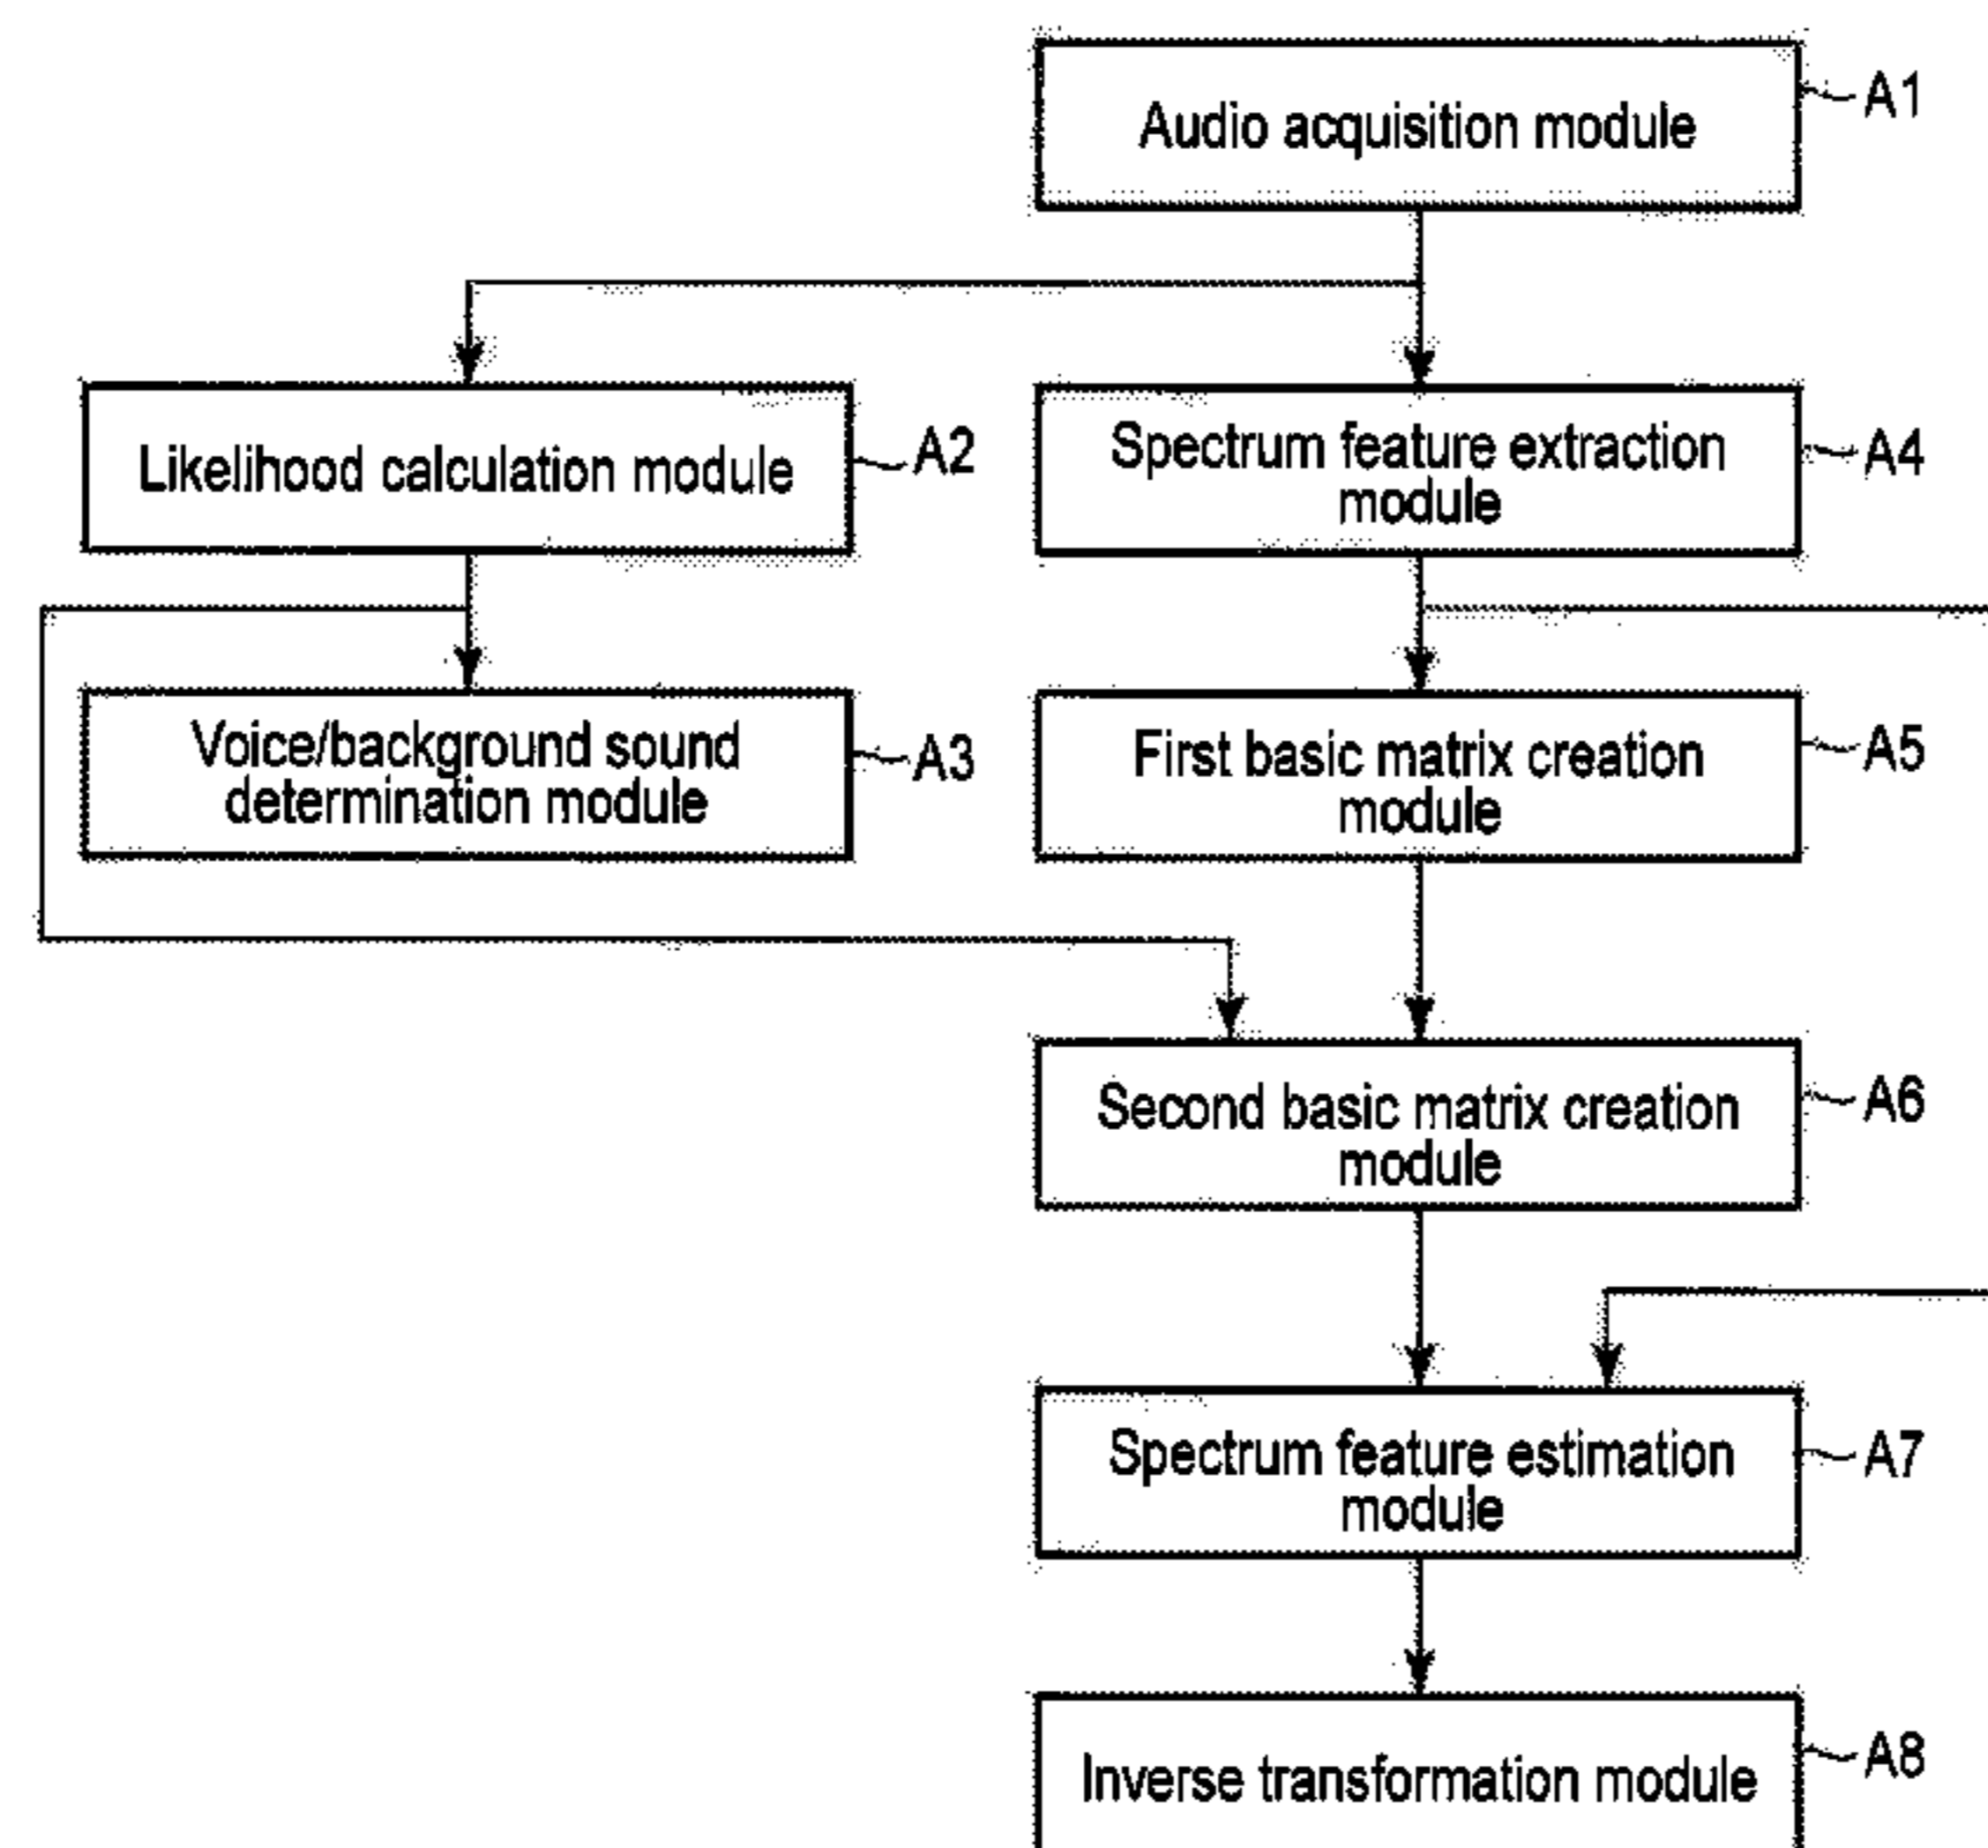 Audio acquisition module
A1
Likelihood calculation module
A2
Spectrum feature extraction
module
A4
Voice/background sound
determination module
A3
First basic matrix creation
module
A5
Second basic matrix creation
module
A6
Spectrum feature estimation
module
A7
Inverse transformation module
A8